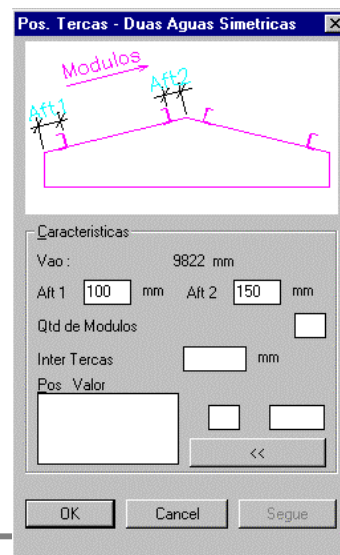 Pos. Tercas - Duas Aguas Simetricas
Modulos
Aft1
Aft2
Caracteristicas
Vao : 9822 mm
Aft 1 100 mm Aft 2 150 mm
Qtd de Modulos
Inter Tercas mm
Pos Valor
<<
OK Cancel Segue